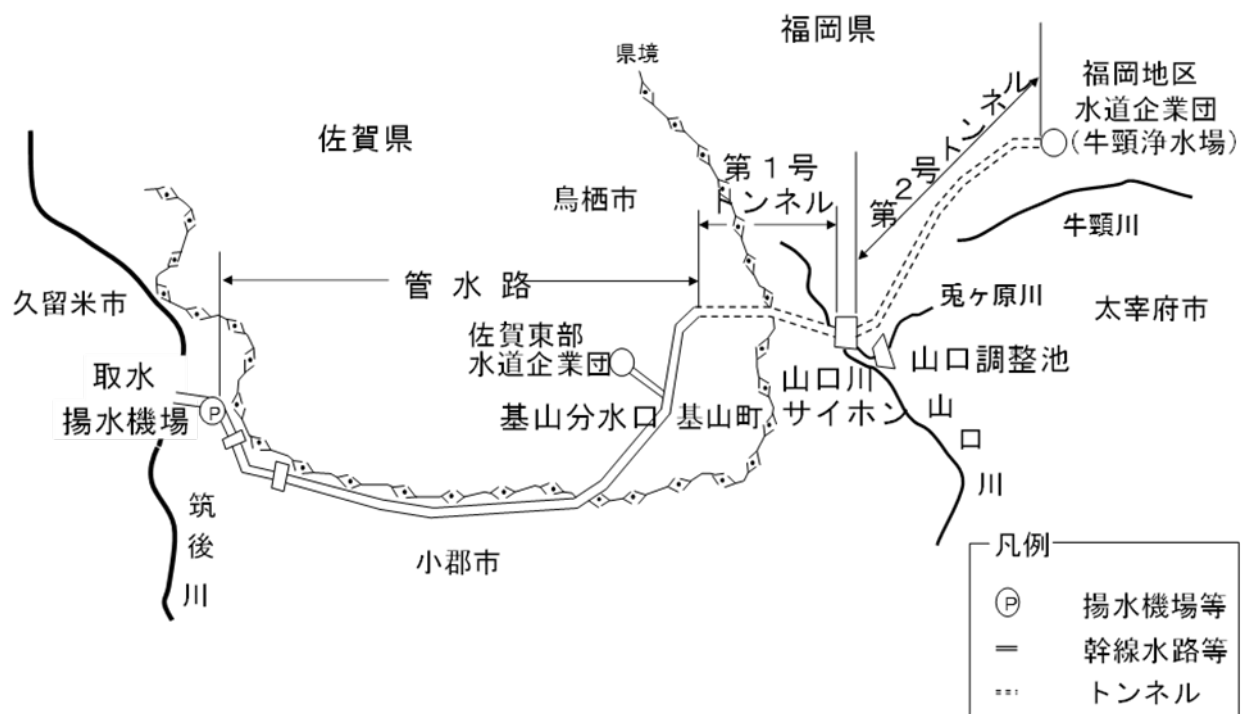 福岡県
県境
佐賀県
鳥栖市
第１号
トンネル
第２号トンネル
福岡地区
水道企業団
(牛頸浄水場)
牛頸川
久留米市
管水路
兎ヶ原川
太宰府市
佐賀東部
水道企業団
山口調整池
取水
揚水機場
P
基山分水口
基山町
山口川
サイホン
山口川
筑後川
小郡市
凡例
P 揚水機場等
幹線水路等
トンネル